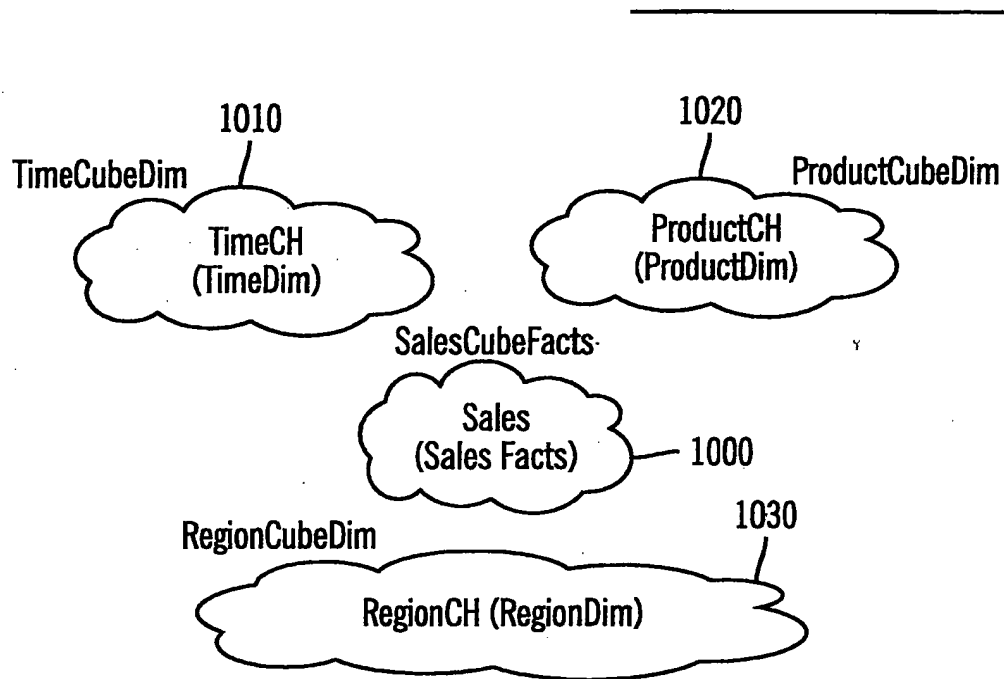 1010
1020
TimeCubeDim
ProductCubeDim
TimeCH
(TimeDim)
ProductCH
(ProductDim)
SalesCubeFacts
Sales
(Sales Facts)
1000
1030
RegionCubeDim
RegionCH (RegionDim)